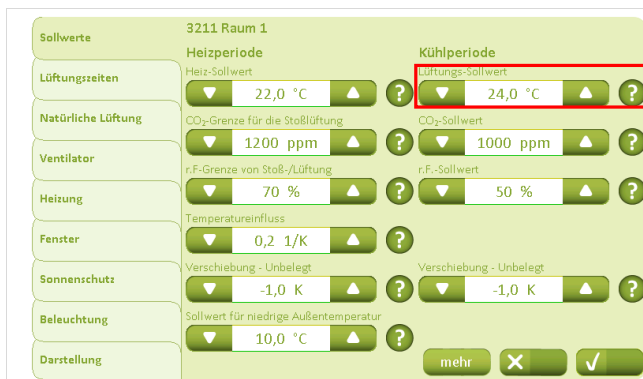 Sollwerte
Lüftungszeiten
Natürliche Lüftung
Ventilator
Heizung
Fenster
Sonnenschutz
Beleuchtung
Darstellung
3211 Raum 1
Heizperiode
Kühlperiode
Heiz-Sollwert
22,0 °C ?
Lüftungs-Sollwert
24,0 °C ?
CO₂-Grenze für die Stoßlüftung
1200 ppm ?
CO₂-Sollwert
1000 ppm ?
r.F-Grenze von Stoß-/Lüftung
70 % ?
r.F.-Sollwert
50 % ?
Temperatureinfluss
0,2 1/K ?
Verschiebung - Unbelegt
-1,0 K ?
Verschiebung - Unbelegt
-1,0 K ?
Sollwert für niedrige Außentemperatur
10,0 °C ?
mehr